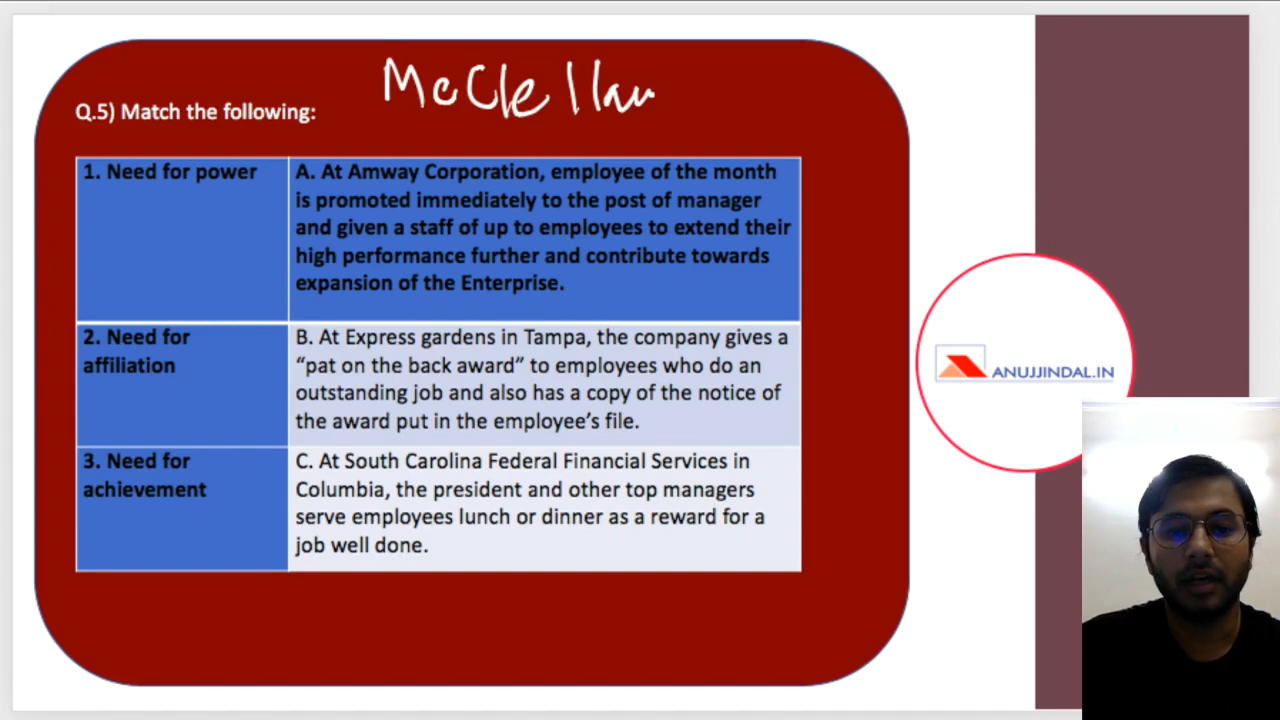 McClellan
Q.5) Match the following:
1. Need for power
A. At Amway Corporation, employee of the month
is promoted immediately to the post of manager
and given a staff of up to employees to extend their
high performance further and contribute towards
expansion of the Enterprise.
2. Need for
affiliation
B. At Express gardens in Tampa, the company gives a
“pat on the back award” to employees who do an
outstanding job and also has a copy of the notice of
the award put in the employee’s file.
3. Need for
achievement
C. At South Carolina Federal Financial Services in
Columbia, the president and other top managers
serve employees lunch or dinner as a reward for a
job well done.
ANUJJINDAL.IN